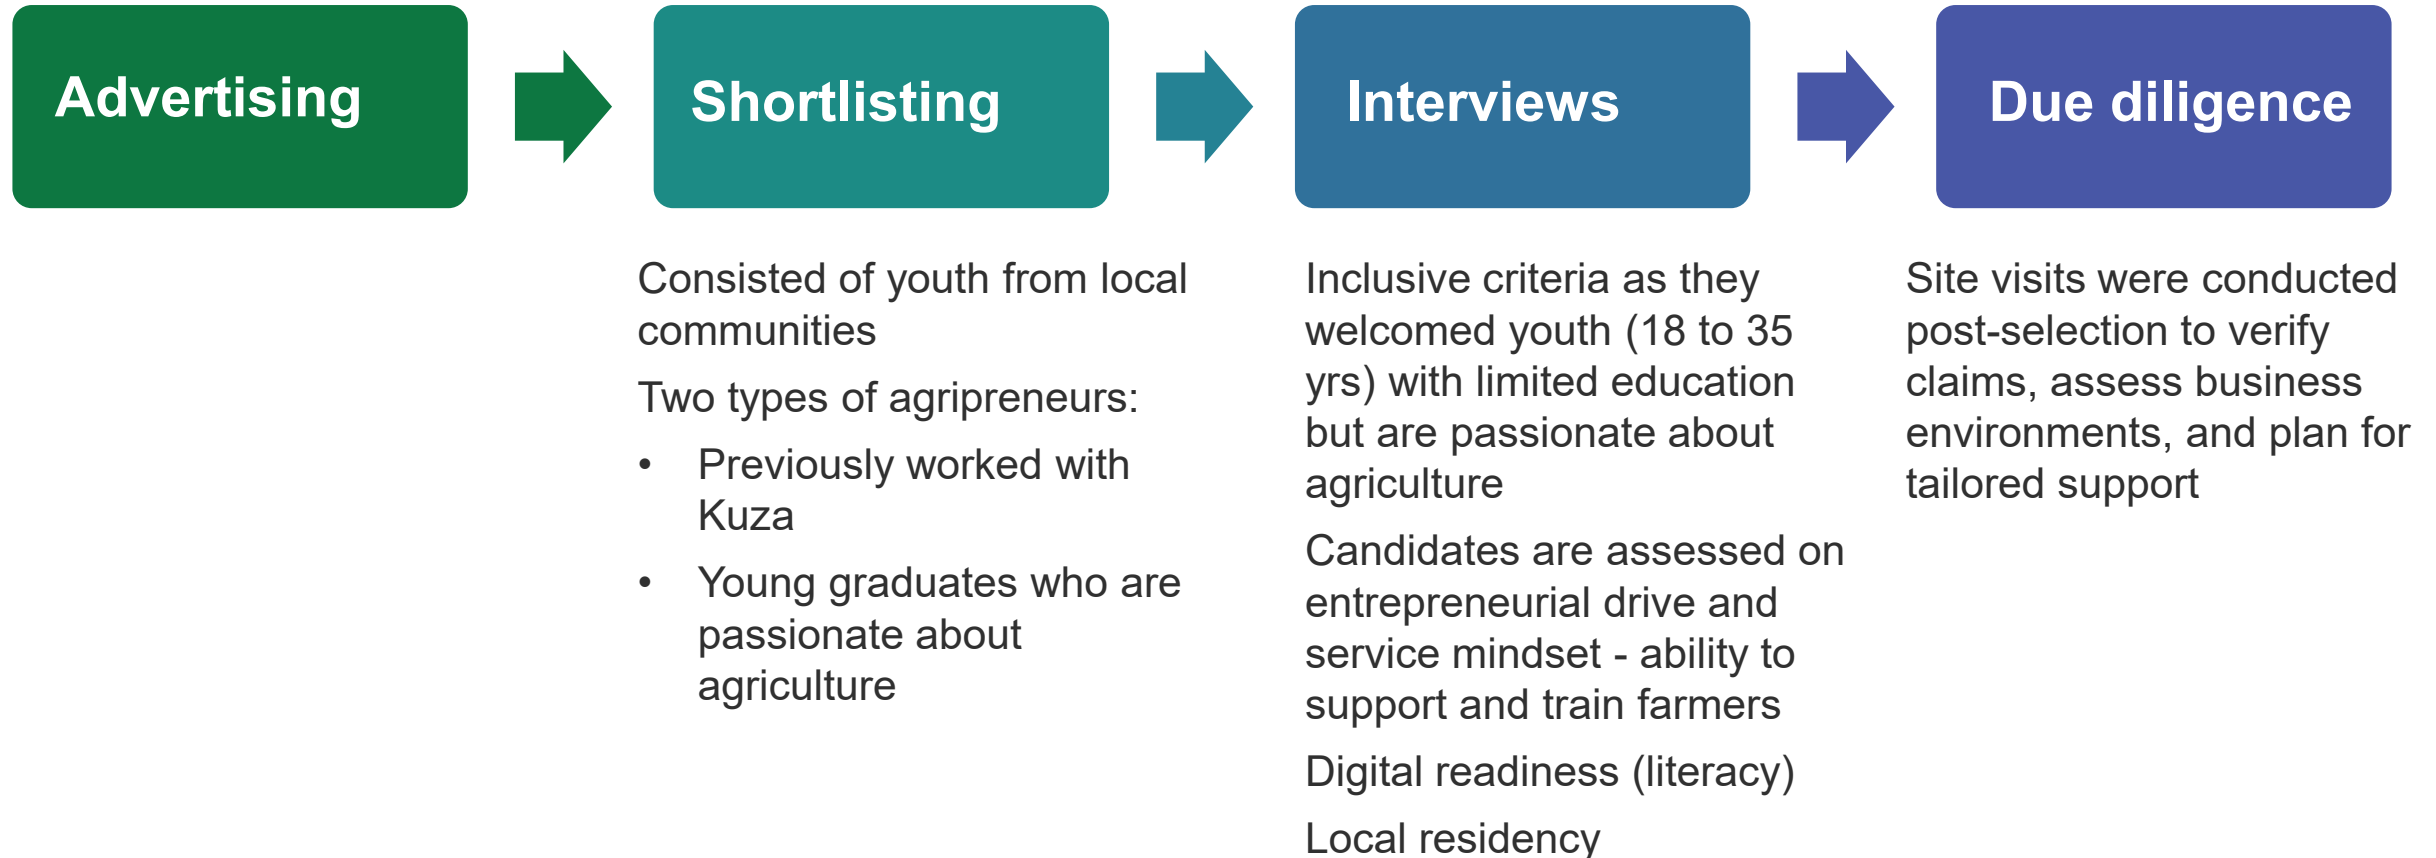 Advertising
Shortlisting
Interviews
Due diligence
Consisted of youth from local
communities
Two types of agripreneurs:
• Previously worked with
Kuza
• Young graduates who are
passionate about
agriculture
Inclusive criteria as they
welcomed youth (18 to 35
yrs) with limited education
but are passionate about
agriculture
Candidates are assessed on
entrepreneurial drive and
service mindset - ability to
support and train farmers
Digital readiness (literacy)
Local residency
Site visits were conducted
post-selection to verify
claims, assess business
environments, and plan for
tailored support